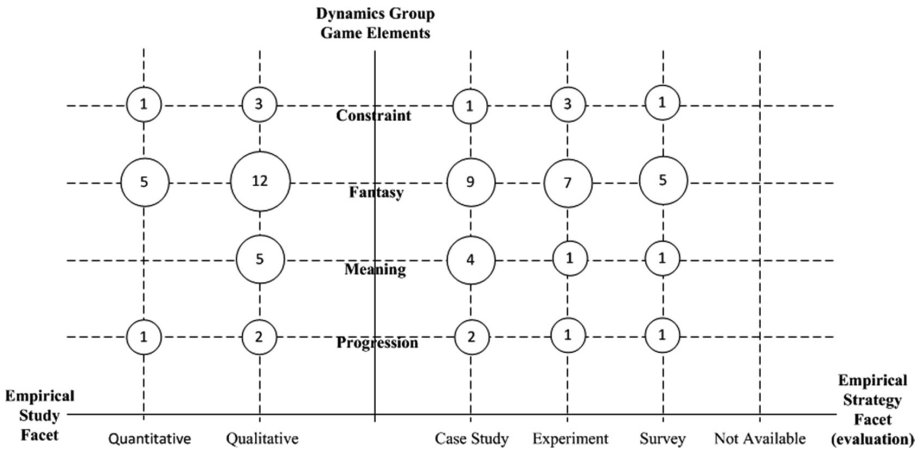 Dynamics Group
Game Elements
1 3 Constraint 1 3 1
5 12 Fantasy 9 7 5
5 Meaning 4 1 1
1 2 Progression 2 1 1
Empirical
Study
Facet
Quantitative Qualitative Case Study Experiment Survey Not Available
Empirical
Strategy
Facet
(evaluation)